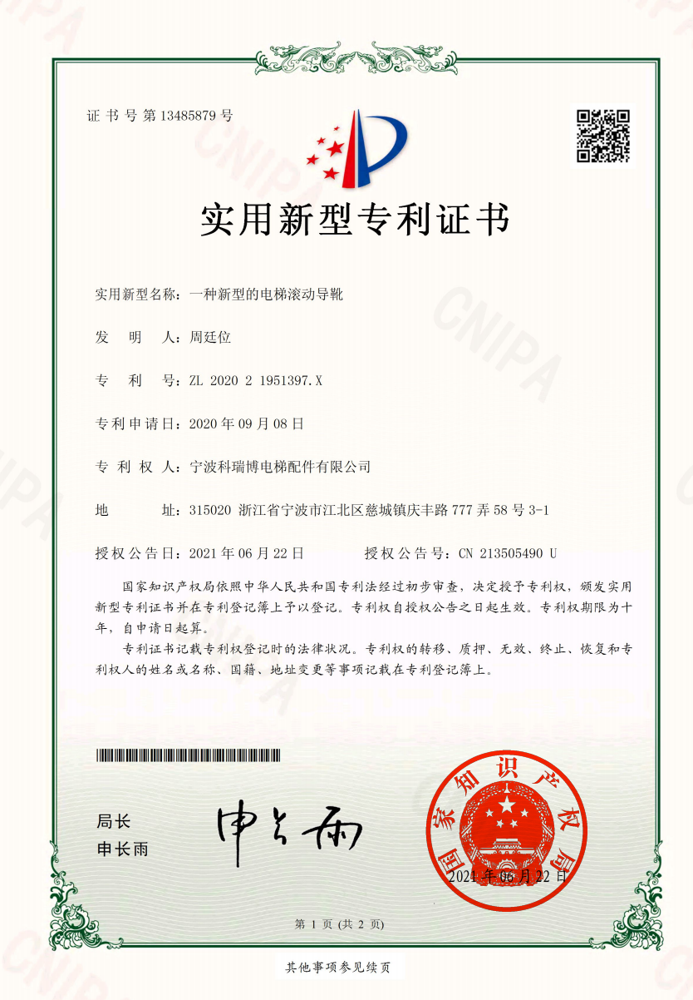 证书号第13485879号
实用新型专利证书
实用新型名称：一种新型的电梯滚动导靴
发明人：周廷位
专利号：ZL 2020 2 1951397.X
专利申请日：2020年09月08日
专利权人：宁波科瑞博电梯配件有限公司
地址：315020 浙江省宁波市江北区慈城镇庆丰路777弄58号3-1
授权公告日：2021年06月22日 授权公告号：CN 213505490 U
国家知识产权局依照中华人民共和国专利法经过初步审查，决定授予专利权，颁发实用
新型专利证书并在专利登记簿上予以登记。专利权自授权公告之日起生效。专利权期限为十
年，自申请日起算。
专利证书记载专利权登记时的法律状况。专利权的转移、质押、无效、终止、恢复和专
利权人的姓名或名称、国籍、地址变更等事项记载在专利登记簿上。
局长
申长雨
申长雨
国家知识产权局
2021年06月22日
第 1 页 (共 2 页)
其他事项参见续页
CNIPA
CNIPA
CNIPA
CNIPA
CNIPA
CNIPA